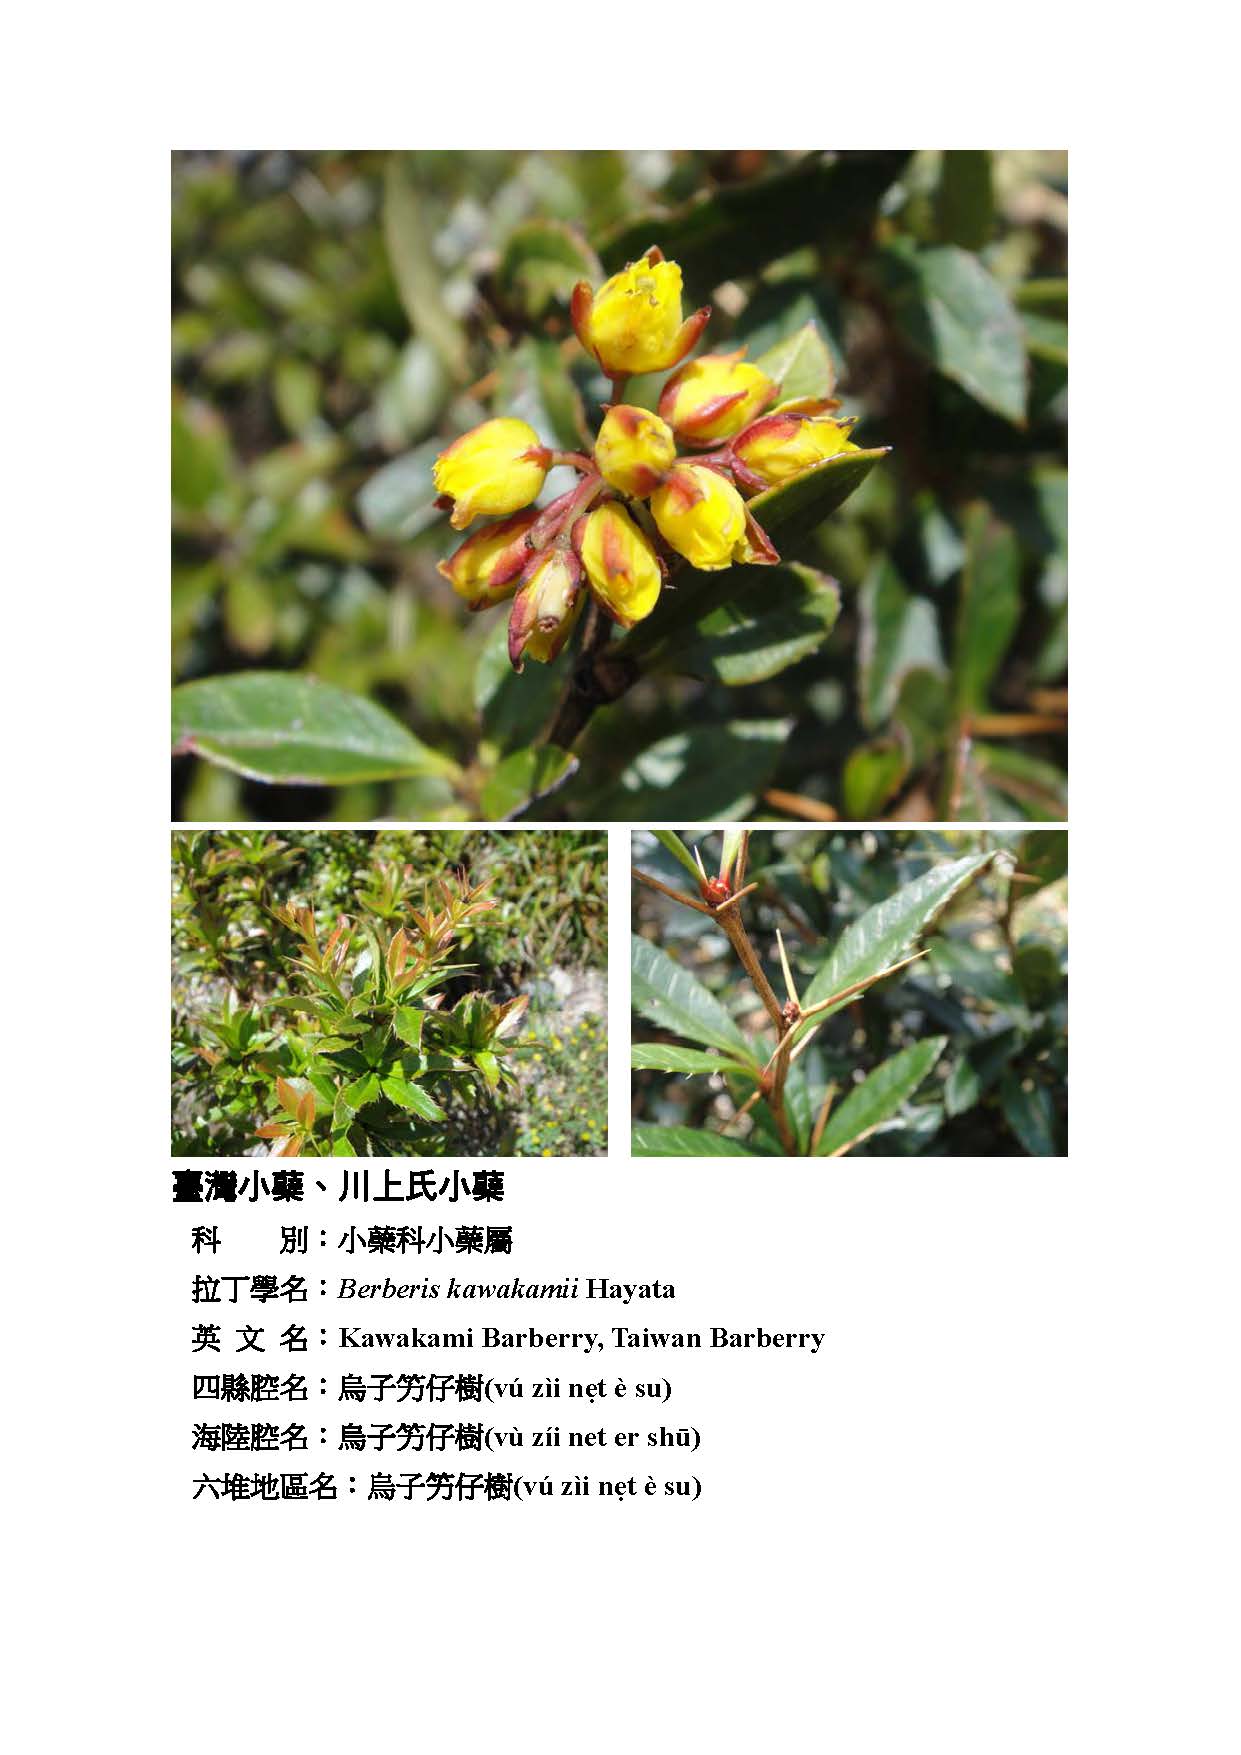 臺灣小蘗、川上氏小蘗
科　　別：小蘗科小蘗屬
拉丁學名：Berberis kawakamii Hayata
英 文 名：Kawakami Barberry, Taiwan Barberry
四縣腔名：烏子竻仔樹(vú zìi nẹt è su)
海陸腔名：烏子竻仔樹(vù zíi net er shū)
六堆地區名：烏子竻仔樹(vú zìi nẹt è su)